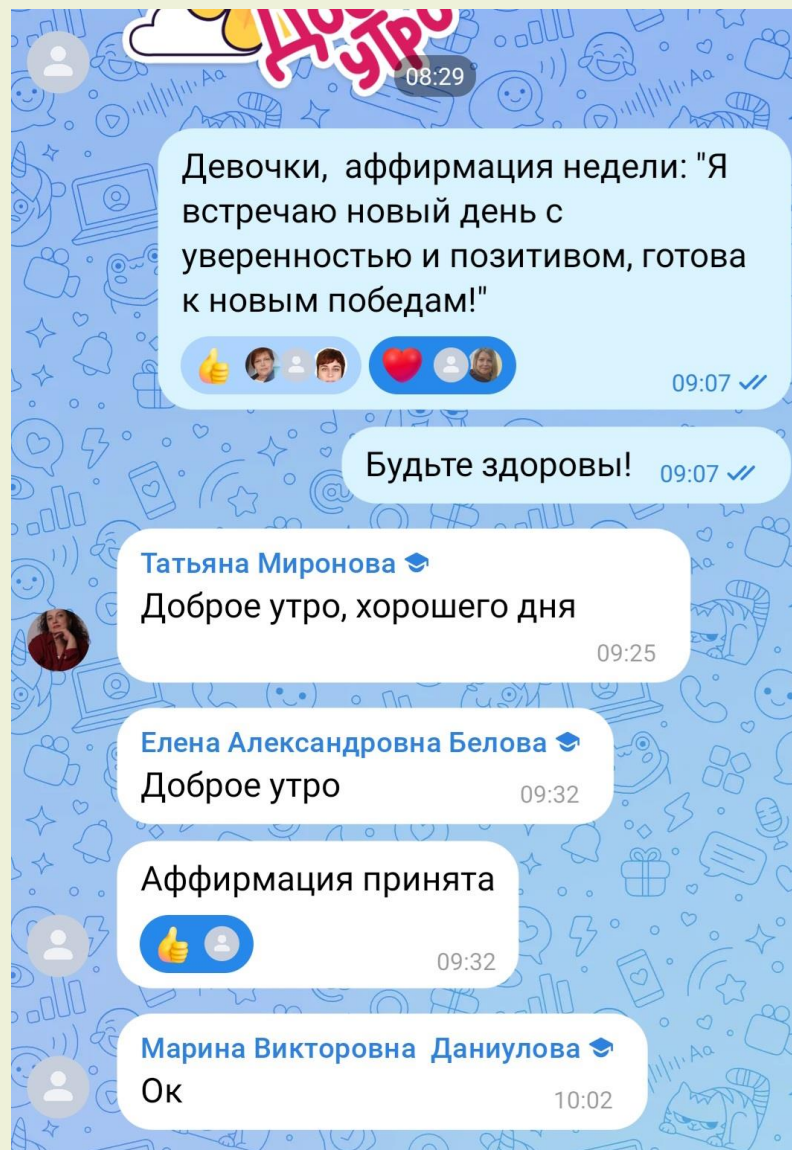 Доброе
утро
08:29
Девочки, аффирмация недели: "Я
встречаю новый день с
уверенностью и позитивом, готова
к новым победам!"
09:07
Будьте здоровы! 09:07
Татьяна Миронова
Доброе утро, хорошего дня
09:25
Елена Александровна Белова
Доброе утро 09:32
Аффирмация принята
09:32
Марина Викторовна Даниулова
Ок
10:02